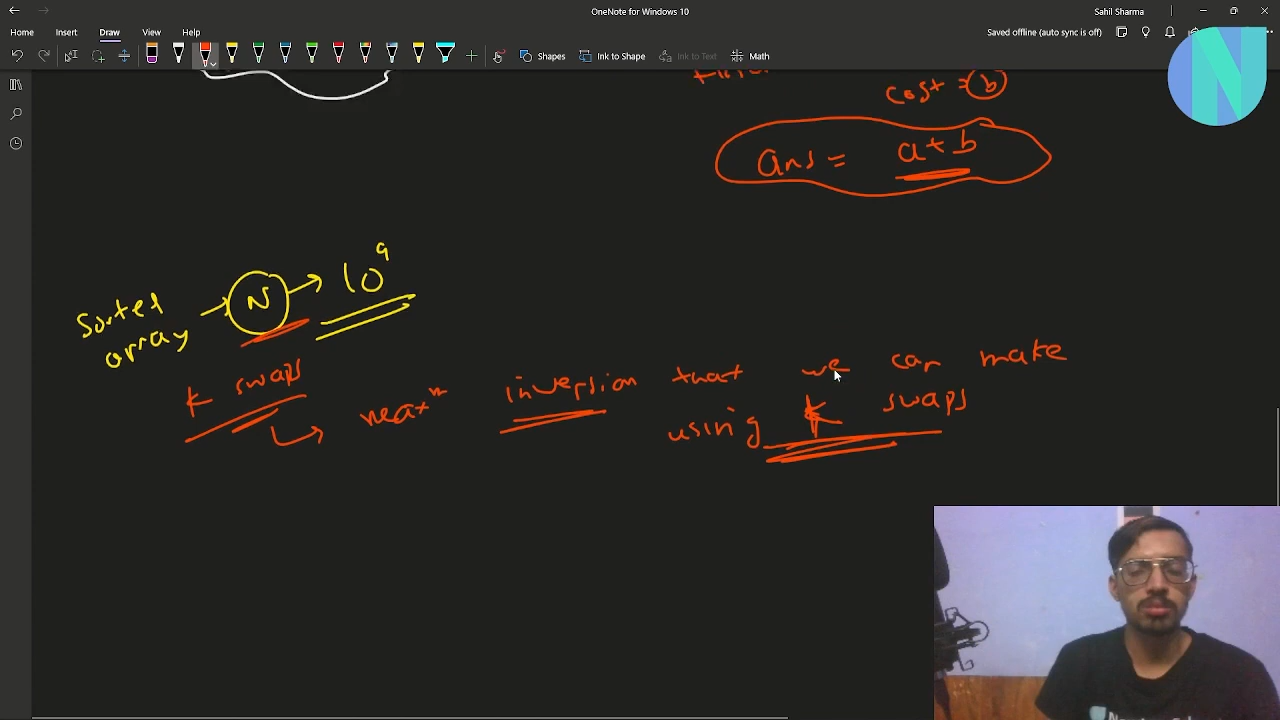 OneNote for Windows 10
Sahil Sharma
Home Insert Draw View Help
Saved offline (auto sync is off)
Shapes Ink to Shape Ink to Text Math
cost = b
ans = a+b
Sorted array → N → 10^9
K swaps
→ maxm inversion that we can make
using K swaps
N